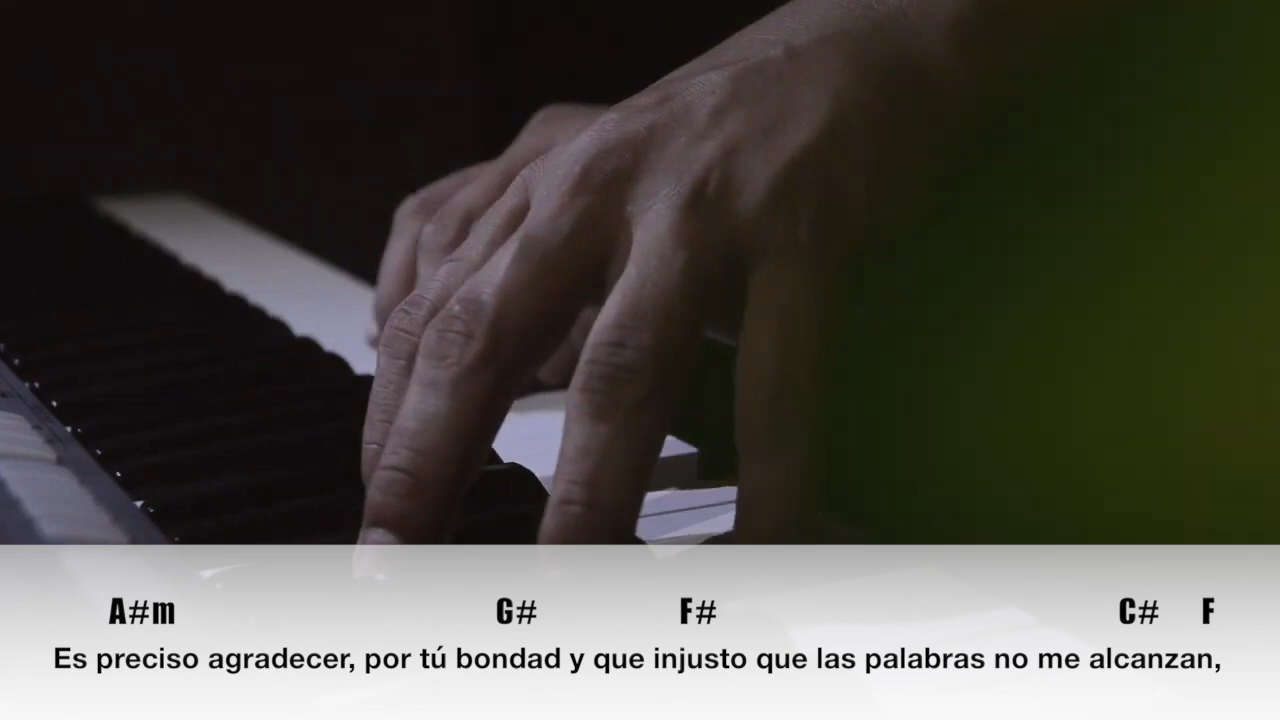 A#m G# F# C# F
Es preciso agradecer, por tú bondad y que injusto que las palabras no me alcanzan,